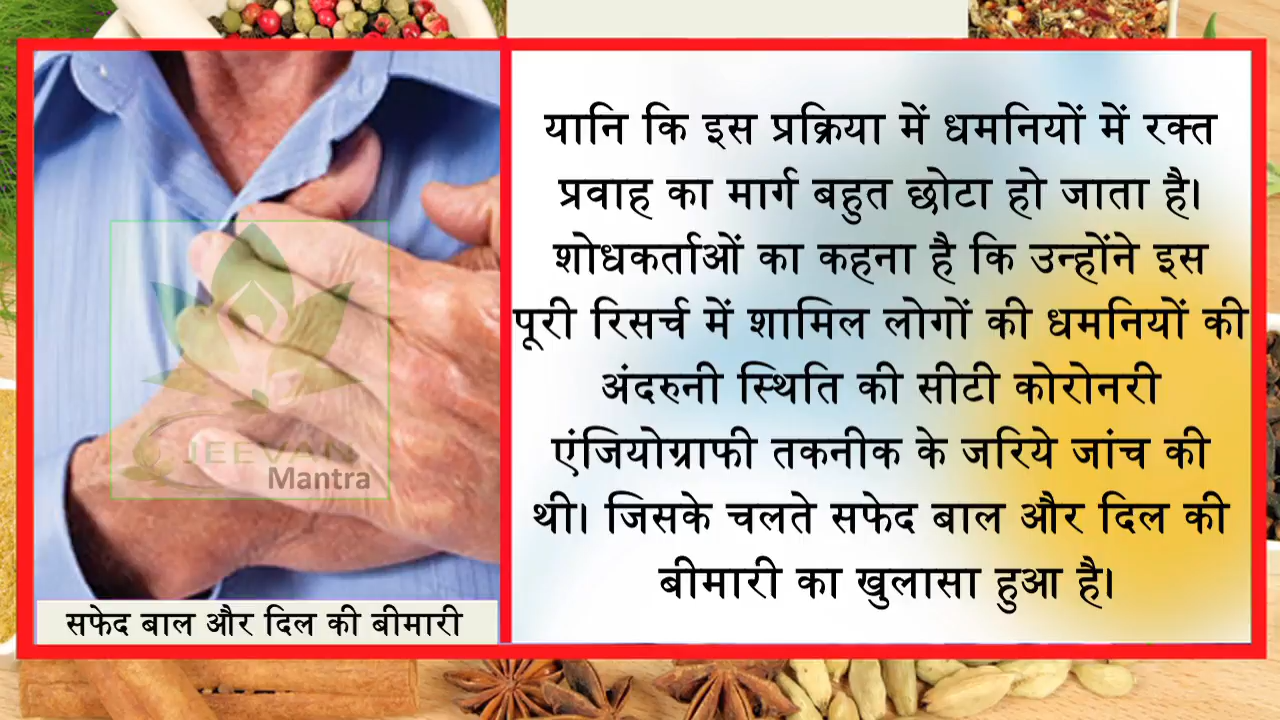 यानि कि इस प्रक्रिया में धमनियों में रक्त
प्रवाह का मार्ग बहुत छोटा हो जाता है।
शोधकर्ताओं का कहना है कि उन्होंने इस
पूरी रिसर्च में शामिल लोगों की धमनियों की
अंदरुनी स्थिति की सीटी कोरोनरी
एंजियोग्राफी तकनीक के जरिये जांच की
थी। जिसके चलते सफेद बाल और दिल की
बीमारी का खुलासा हुआ है।
JEEVAN
Mantra
सफेद बाल और दिल की बीमारी